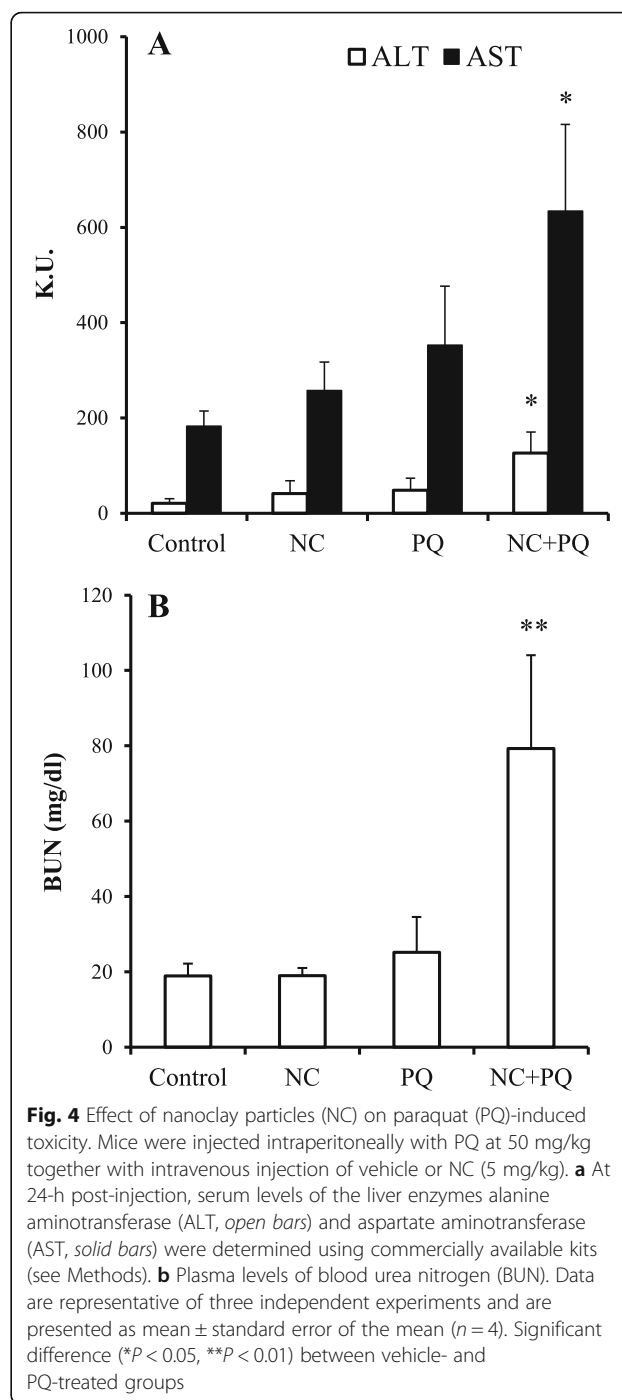 A
ALT AST
1000
800
600
400
200
0
K.U.
*
*
Control NC PQ NC+PQ
B
120
100
80
60
40
20
0
BUN (mg/dl)
**
Control NC PQ NC+PQ
Fig. 4 Effect of nanoclay particles (NC) on paraquat (PQ)-induced
toxicity. Mice were injected intraperitoneally with PQ at 50 mg/kg
together with intravenous injection of vehicle or NC (5 mg/kg). a At
24-h post-injection, serum levels of the liver enzymes alanine
aminotransferase (ALT, open bars) and aspartate aminotransferase
(AST, solid bars) were determined using commercially available kits
(see Methods). b Plasma levels of blood urea nitrogen (BUN). Data
are representative of three independent experiments and are
presented as mean ± standard error of the mean (n = 4). Significant
difference (*P < 0.05, **P < 0.01) between vehicle- and
PQ-treated groups